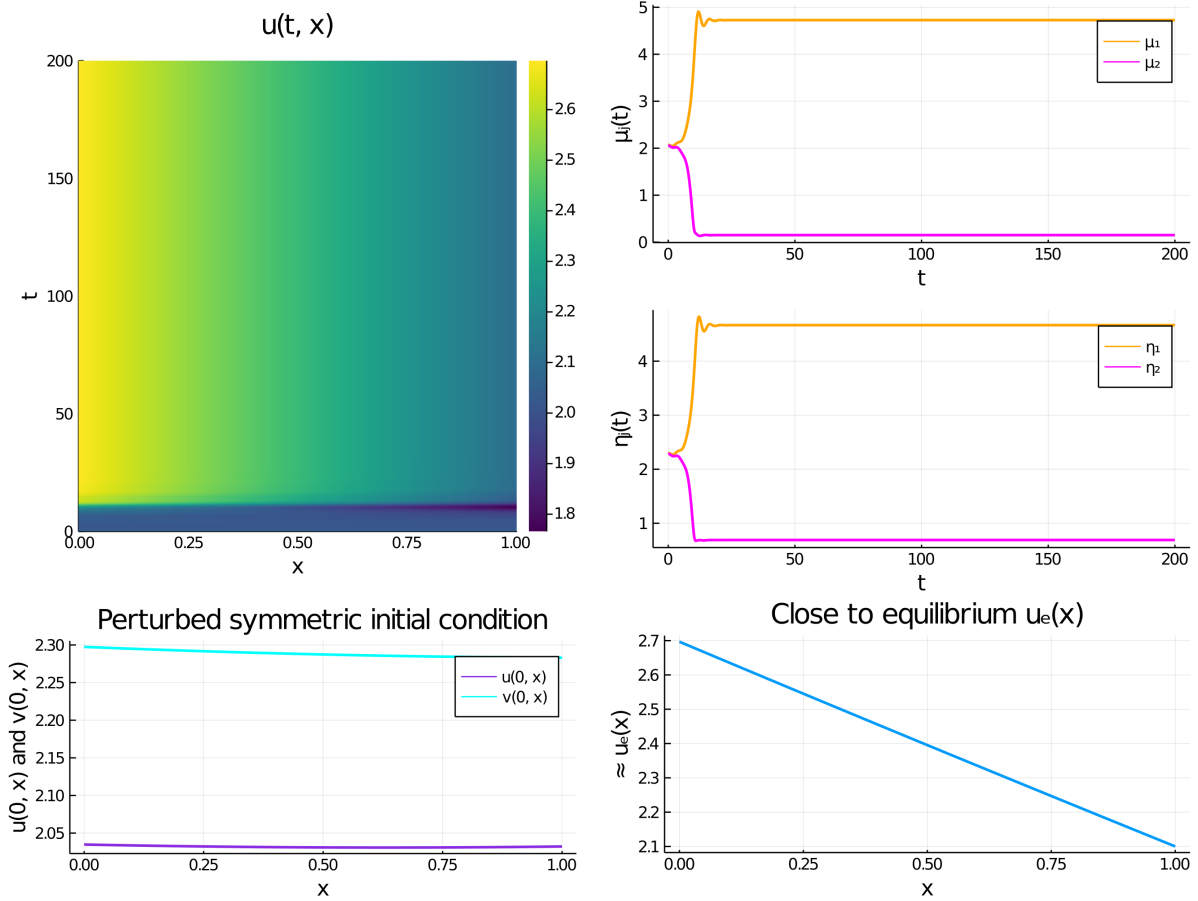 u(t, x)
200
150
100
50
0
t
0.00 0.25 0.50 0.75 1.00
x
2.6
2.5
2.4
2.3
2.2
2.1
2.0
1.9
1.8
5
4
3
2
1
0
μⱼ(t)
μ₁
μ₂
0 50 100 150 200
t
4
3
2
1
ηⱼ(t)
η₁
η₂
0 50 100 150 200
t
Perturbed symmetric initial condition
2.30
2.25
2.20
2.15
2.10
2.05
u(0, x) and v(0, x)
u(0, x)
v(0, x)
0.00 0.25 0.50 0.75 1.00
x
Close to equilibrium uₑ(x)
2.7
2.6
2.5
2.4
2.3
2.2
2.1
≈ uₑ(x)
0.00 0.25 0.50 0.75 1.00
x